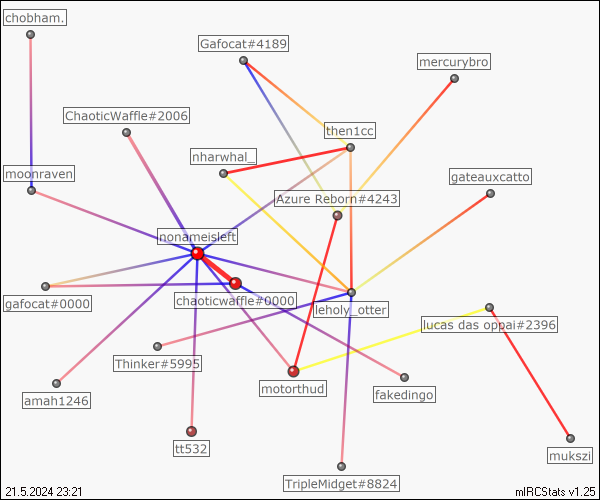 chobham.
Gafocat#4189
mercurybro
ChaoticWaffle#2006
then1cc
nharwhal_
moonraven
gateauxcatto
Azure Reborn#4243
nonameisleft
gafocat#0000
chaoticwaffle#0000
leholy_otter
lucas das oppai#2396
Thinker#5995
motorthud
fakedingo
amah1246
tt532
mukszi
TripleMidget#8824
21.5.2024 23:21
mIRCStats v1.25